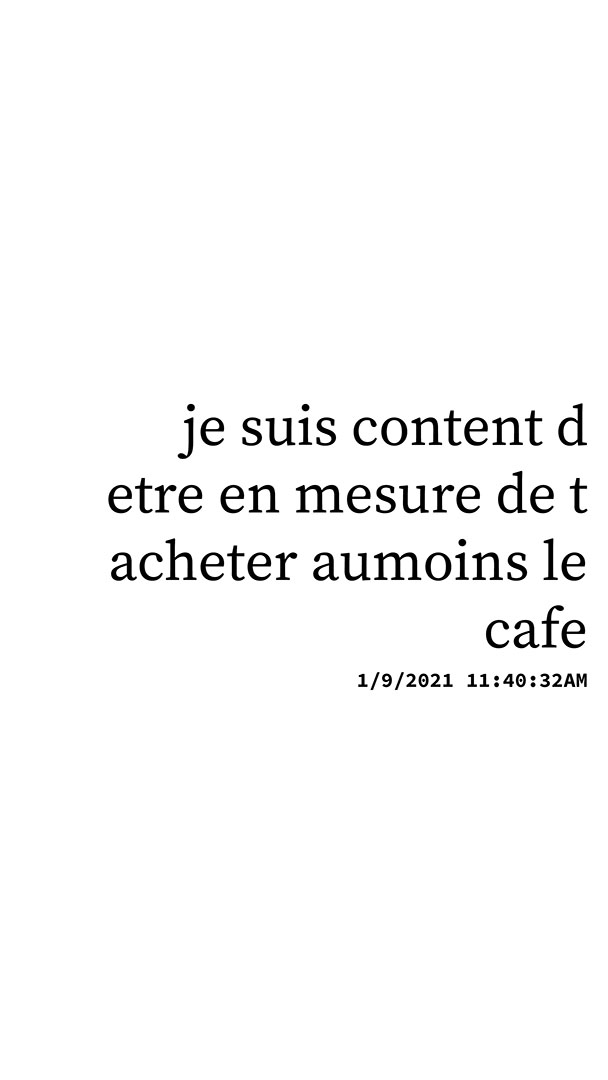 je suis content d
etre en mesure de t
acheter aumoins le
cafe
1/9/2021 11:40:32AM